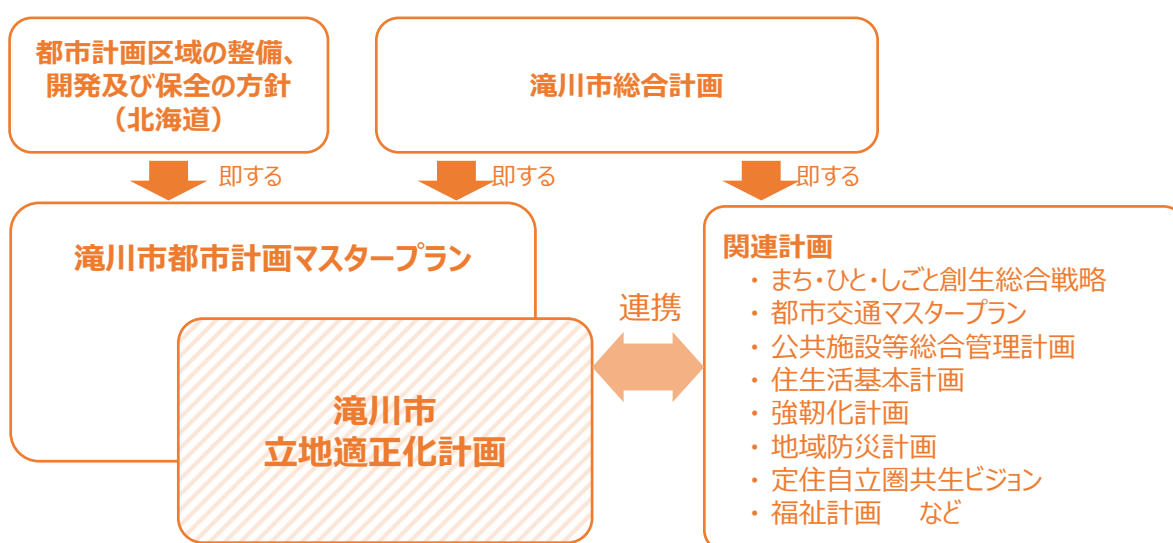 都市計画区域の整備、
開発及び保全の方針
（北海道）
滝川市総合計画
即する
即する
即する
滝川市都市計画マスタープラン
滝川市
立地適正化計画
連携
関連計画
・ まち・ひと・しごと創生総合戦略
・ 都市交通マスタープラン
・ 公共施設等総合管理計画
・ 住生活基本計画
・ 強靭化計画
・ 地域防災計画
・ 定住自立圏共生ビジョン
・ 福祉計画　など